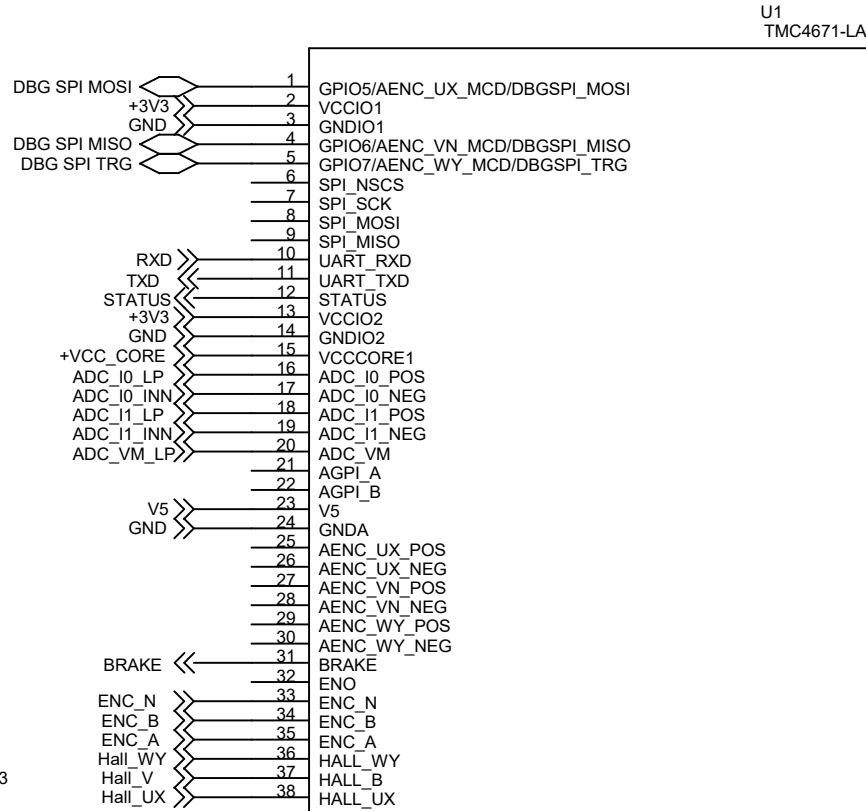 U1
TMC4671-LA
DBG SPI MOSI 1 GPIO5/AENC_UX_MCD/DBGSPI_MOSI
+3V3 2 VCCIO1
GND 3 GNDIO1
DBG SPI MISO 4 GPIO6/AENC_VN_MCD/DBGSPI_MISO
DBG SPI TRG 5 GPIO7/AENC_WY_MCD/DBGSPI_TRG
6 SPI_NSCS
7 SPI_SCK
8 SPI_MOSI
9 SPI_MISO
RXD 10 UART_RXD
TXD 11 UART_TXD
STATUS 12 STATUS
+3V3 13 VCCIO2
GND 14 GNDIO2
+VCC_CORE 15 VCCCORE1
ADC_I0_LP 16 ADC_I0_POS
ADC_I0_INN 17 ADC_I0_NEG
ADC_I1_LP 18 ADC_I1_POS
ADC_I1_INN 19 ADC_I1_NEG
ADC_VM_LP 20 ADC_VM
21 AGPI_A
22 AGPI_B
V5 23 V5
GND 24 GNDA
25 AENC_UX_POS
26 AENC_UX_NEG
27 AENC_VN_POS
28 AENC_VN_NEG
29 AENC_WY_POS
30 AENC_WY_NEG
BRAKE 31 BRAKE
32 ENO
ENC_N 33 ENC_N
ENC_B 34 ENC_B
ENC_A 35 ENC_A
Hall_WY 36 HALL_WY
3 Hall_V 37 HALL_B
Hall_UX 38 HALL_UX